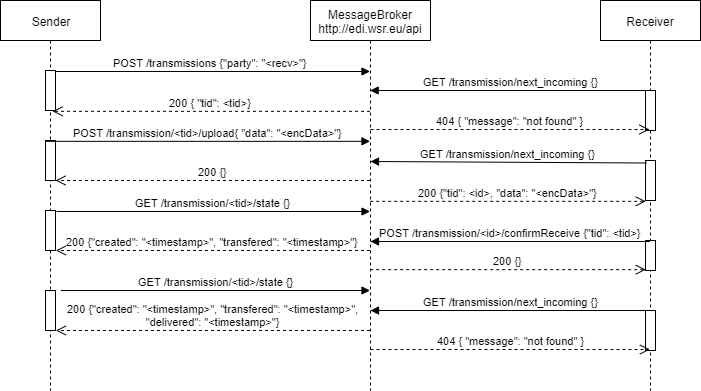 Sender
MessageBroker
http://edi.wsr.eu/api
Receiver
POST /transmissions {"party": "<recv>"}
GET /transmission/next_incoming {}
200 { "tid": <tid>}
404 { "message": "not found" }
POST /transmission/<tid>/upload{ "data": "<encData>"}
GET /transmission/next_incoming {}
200 {}
200 {"tid": <id>, "data": "<encData>"}
GET /transmission/<tid>/state {}
POST /transmission/<id>/confirmReceive {"tid": <tid>}
200 {"created": "<timestamp>", "transfered": "<timestamp>"}
200 {}
GET /transmission/<tid>/state {}
GET /transmission/next_incoming {}
200 {"created": "<timestamp>", "transfered": "<timestamp>",
"delivered": "<timestamp>"}
404 { "message": "not found" }